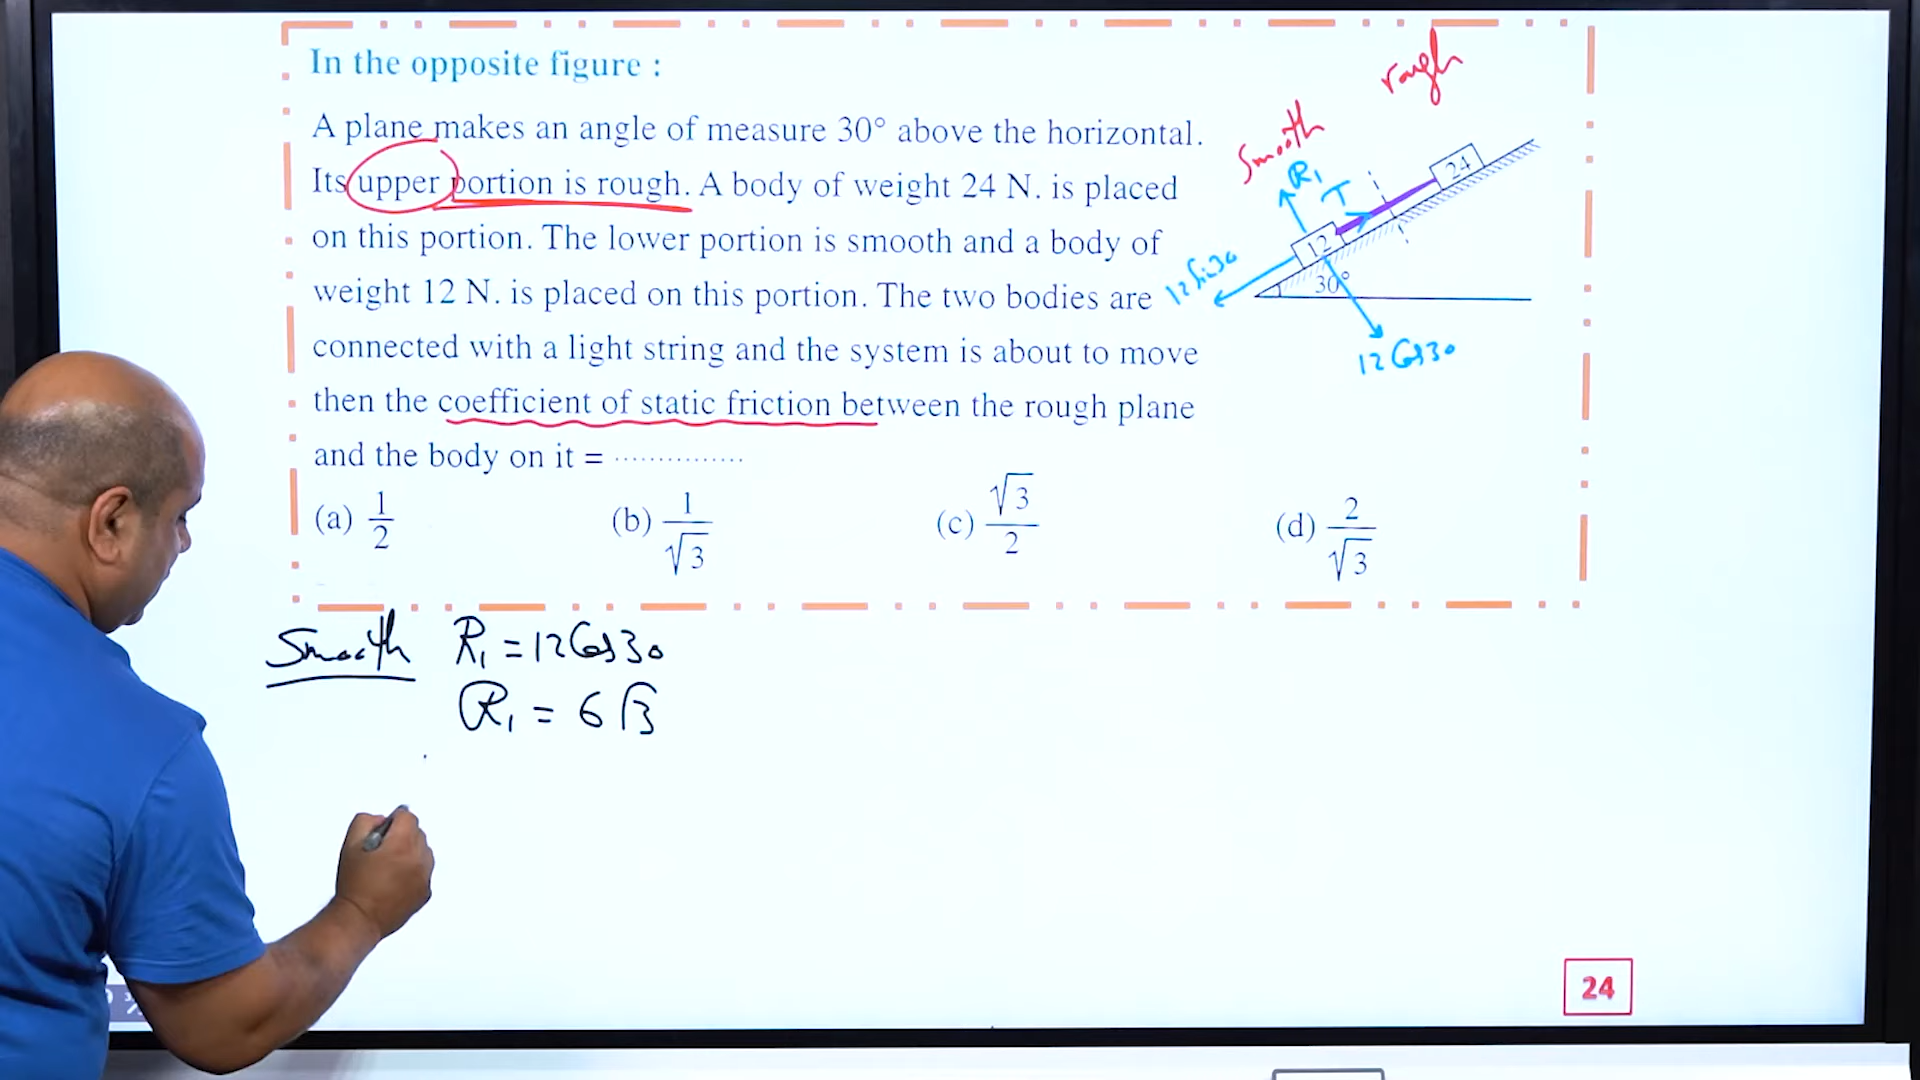 In the opposite figure :
A plane makes an angle of measure 30° above the horizontal.
Its upper portion is rough. A body of weight 24 N. is placed
on this portion. The lower portion is smooth and a body of
weight 12 N. is placed on this portion. The two bodies are
connected with a light string and the system is about to move
then the coefficient of static friction between the rough plane
and the body on it = ...............
(a) 1/2 (b) 1/√3 (c) √3/2 (d) 2/√3
rough
Smooth
R₁
T
24
12
12 Sin30
30°
12 Cos30
Smooth R₁ = 12 Cos30
R₁ = 6√3
24